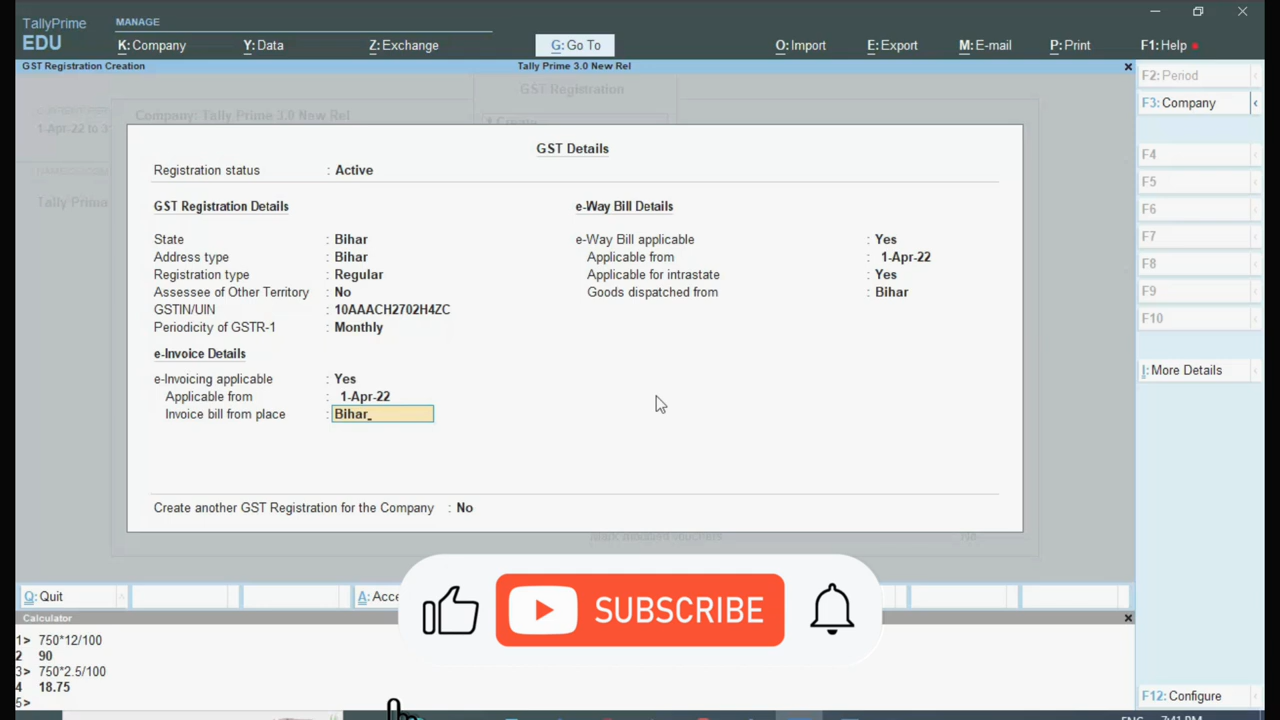 TallyPrime
EDU
MANAGE
K: Company
Y: Data
Z: Exchange
G: Go To
O: Import
E: Export
M: E-mail
P: Print
F1: Help
GST Registration Creation
Tally Prime 3.0 New Rel
GST Registration
Company: Tally Prime 3.0 New Rel
Create
1-Apr-22 to 3
Tally Prime
GST Details
Registration status : Active
GST Registration Details
State : Bihar
Address type : Bihar
Registration type : Regular
Assessee of Other Territory : No
GSTIN/UIN : 10AAACH2702H4ZC
Periodicity of GSTR-1 : Monthly
e-Invoice Details
e-Invoicing applicable : Yes
Applicable from : 1-Apr-22
Invoice bill from place : Bihar
e-Way Bill Details
e-Way Bill applicable : Yes
Applicable from : 1-Apr-22
Applicable for intrastate : Yes
Goods dispatched from : Bihar
Create another GST Registration for the Company : No
F2: Period
F3: Company
F4
F5
F6
F7
F8
F9
F10
I: More Details
F12: Configure
Q: Quit
A: Acce
SUBSCRIBE
Calculator
1> 750*12/100
2 90
3> 750*2.5/100
4 18.75
5>
ENG 7:41 PM